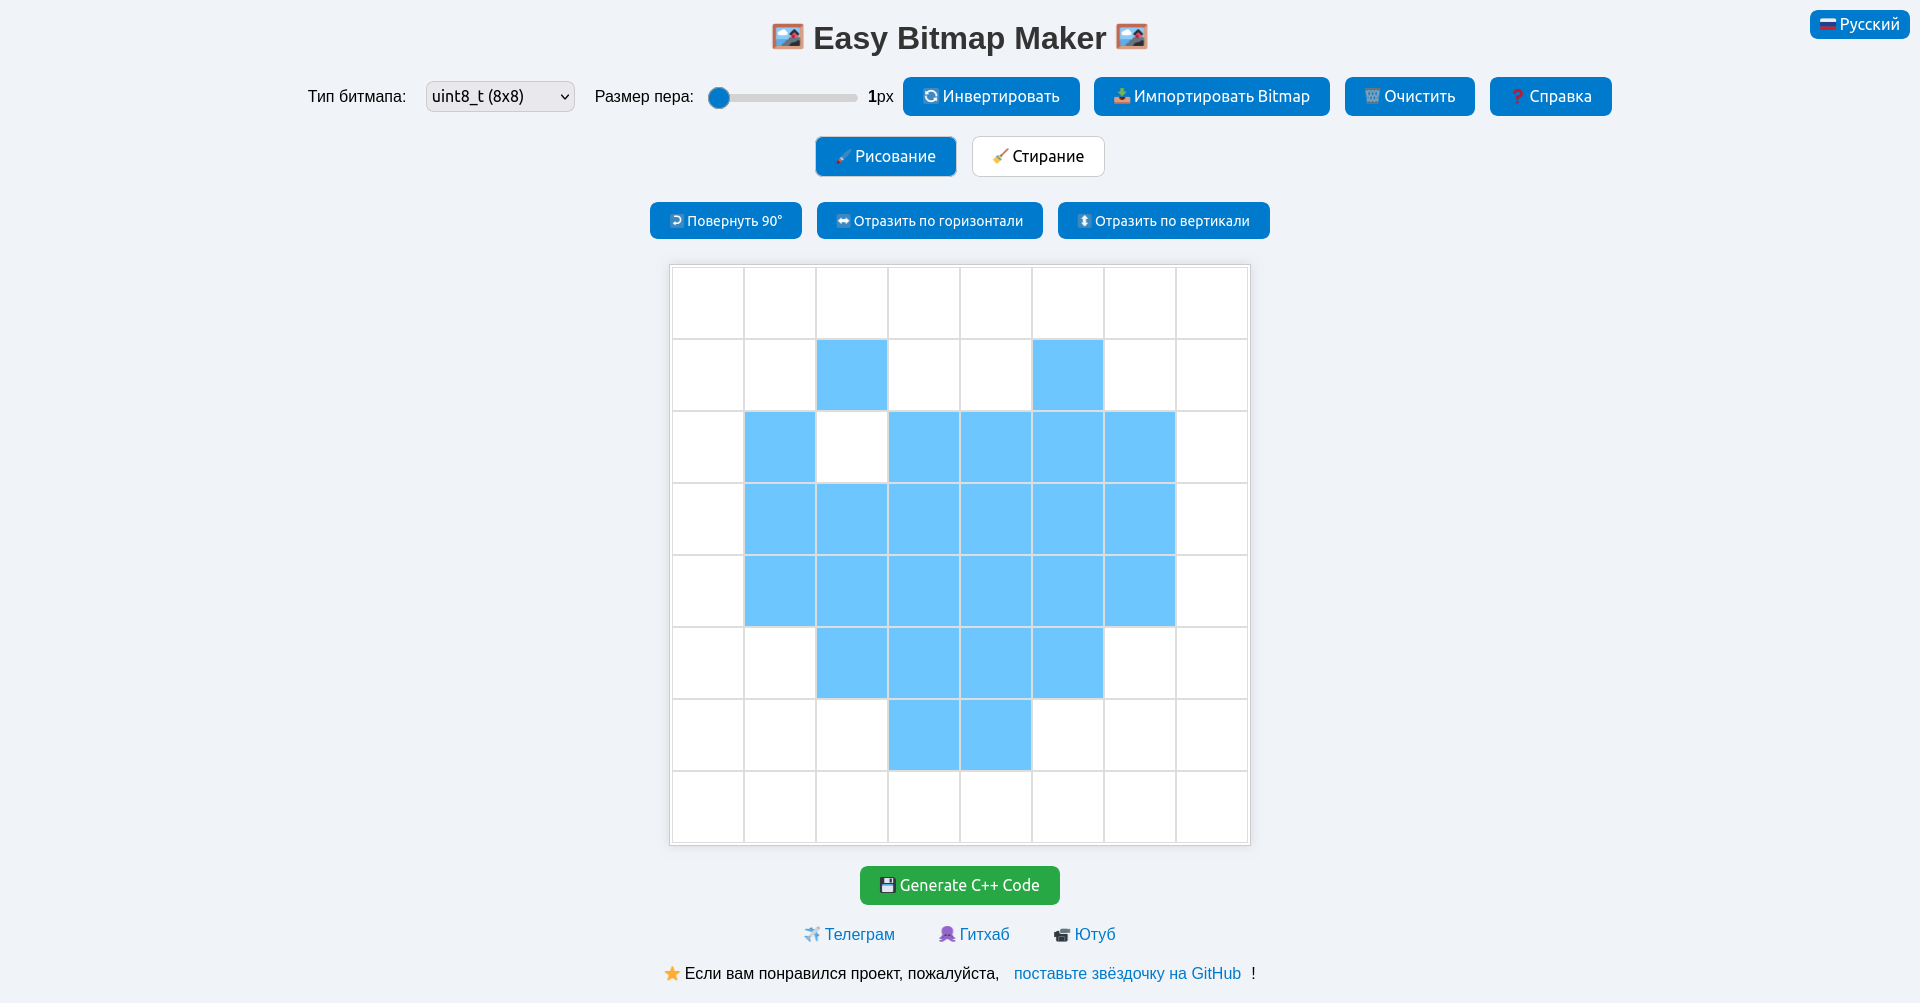 Easy Bitmap Maker
Русский
Тип битмапа: uint8_t (8x8) Размер пера: 1px Инвертировать Импортировать Bitmap Очистить Справка
Рисование Стирание
Повернуть 90° Отразить по горизонтали Отразить по вертикали
Generate C++ Code
Телеграм Гитхаб Ютуб
Если вам понравился проект, пожалуйста, поставьте звёздочку на GitHub !